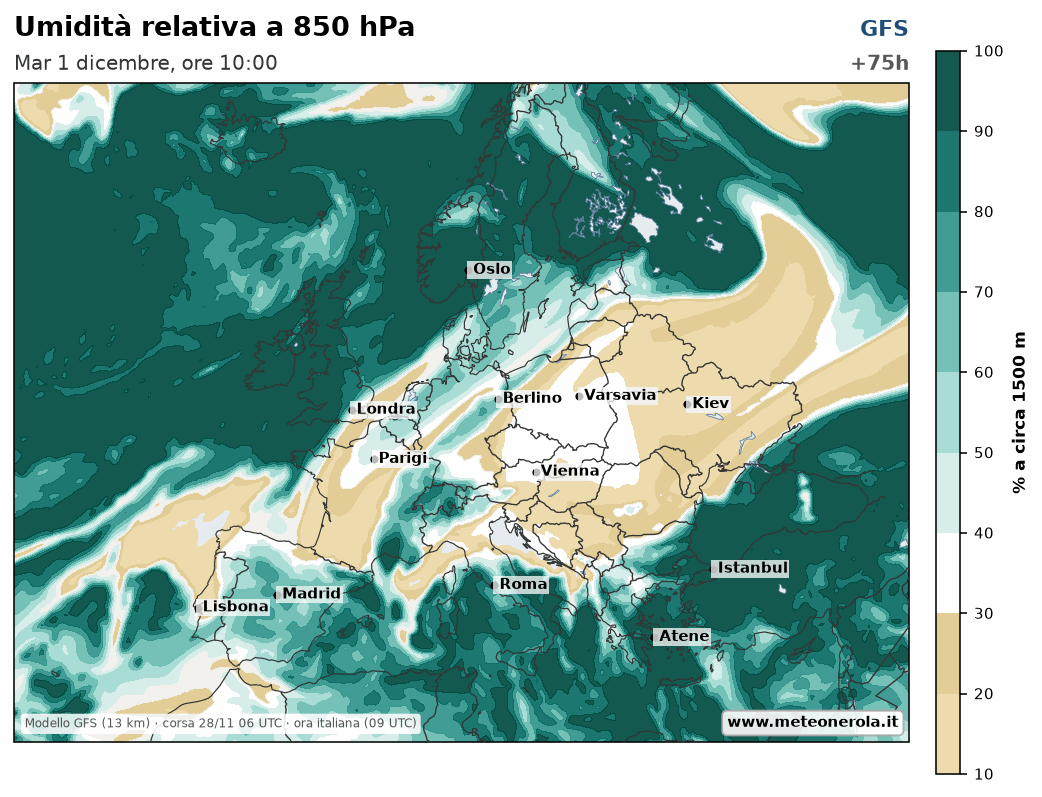 Umidità relativa a 850 hPa
GFS
Mar 1 dicembre, ore 10:00
+75h
100
90
80
70
60
50
40
30
20
10
% a circa 1500 m
Oslo
Londra
Berlino
Varsavia
Kiev
Parigi
Vienna
Istanbul
Roma
Madrid
Lisbona
Atene
Modello GFS (13 km) · corsa 28/11 06 UTC · ora italiana (09 UTC)
www.meteonerola.it